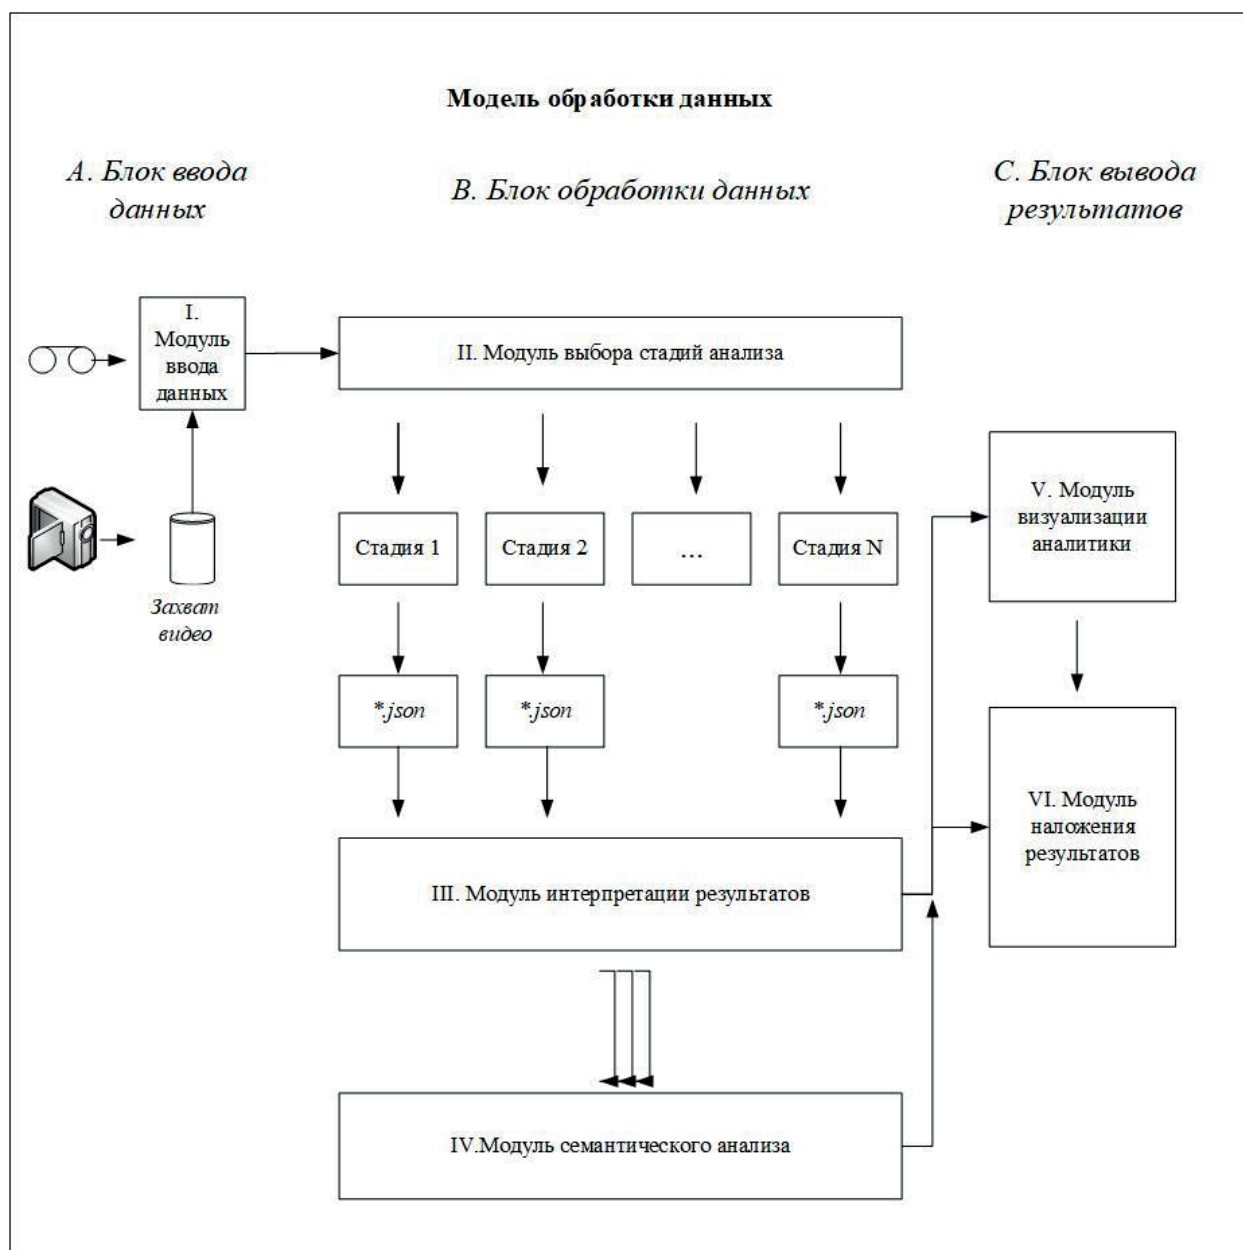 Модель обработки данных
A. Блок ввода
данных
B. Блок обработки данных
C. Блок вывода
результатов
I.
Модуль
ввода
данных
II. Модуль выбора стадий анализа
Захват
видео
Стадия 1
Стадия 2
...
Стадия N
*.json
*.json
*.json
III. Модуль интерпретации результатов
IV.Модуль семантического анализа
V. Модуль
визуализации
аналитики
VI. Модуль
наложения
результатов